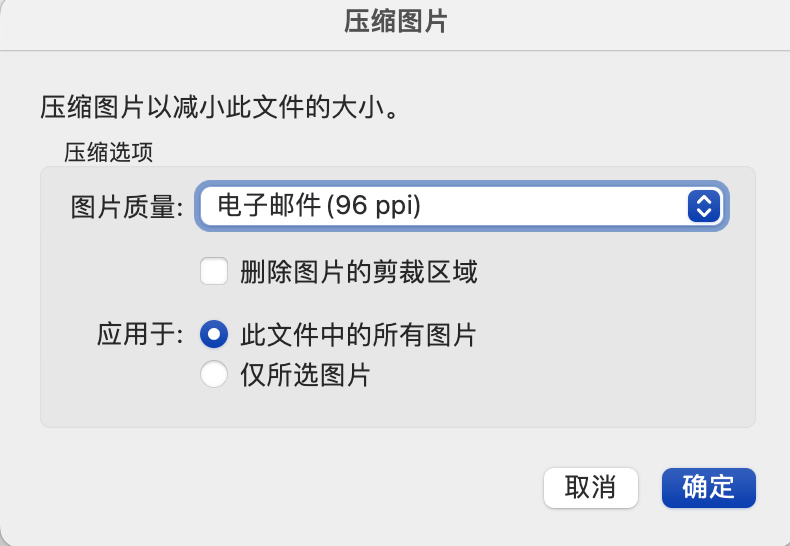 压缩图片
压缩图片以减小此文件的大小。
压缩选项
图片质量: 电子邮件 (96 ppi)
删除图片的剪裁区域
应用于: 此文件中的所有图片
仅所选图片
取消 确定